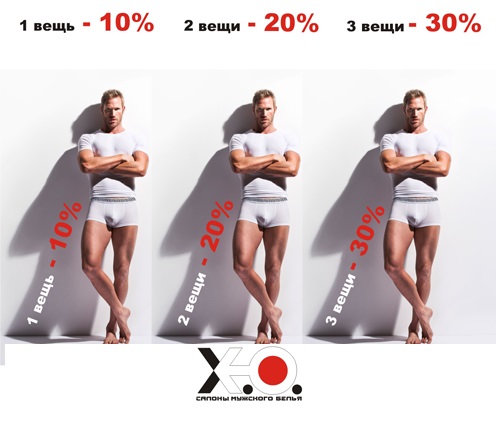 1 вещь - 10%
2 вещи - 20%
3 вещи - 30%
1 вещь - 10%
2 вещи - 20%
3 вещи - 30%
Х.О.
САЛОНЫ МУЖСКОГО БЕЛЬЯ